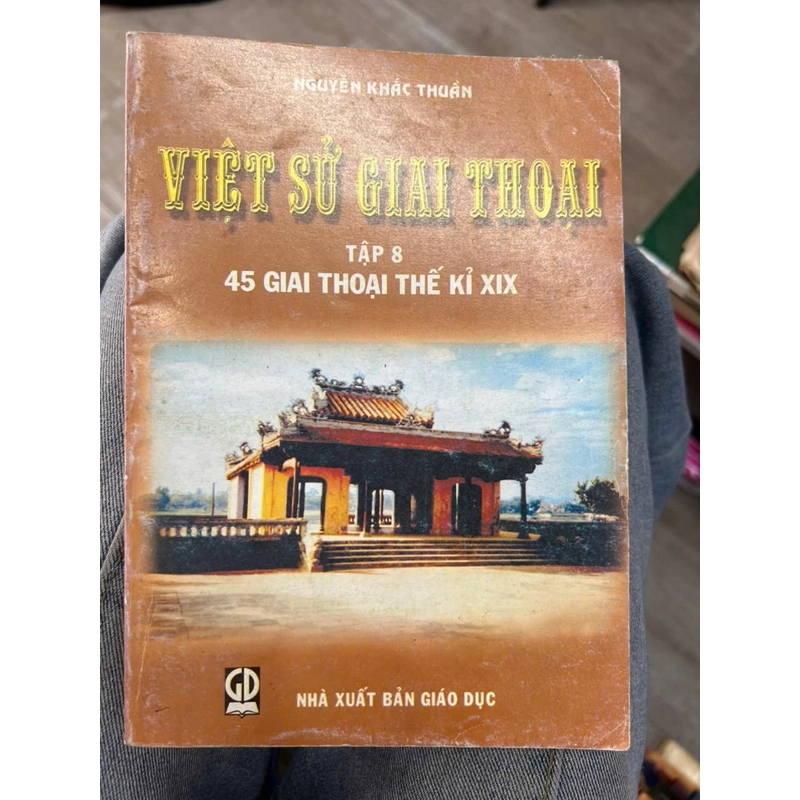 NGUYỄN KHẮC THUẦN
VIỆT SỬ GIAI THOẠI
TẬP 8
45 GIAI THOẠI THẾ KỈ XIX
GD
NHÀ XUẤT BẢN GIÁO DỤC